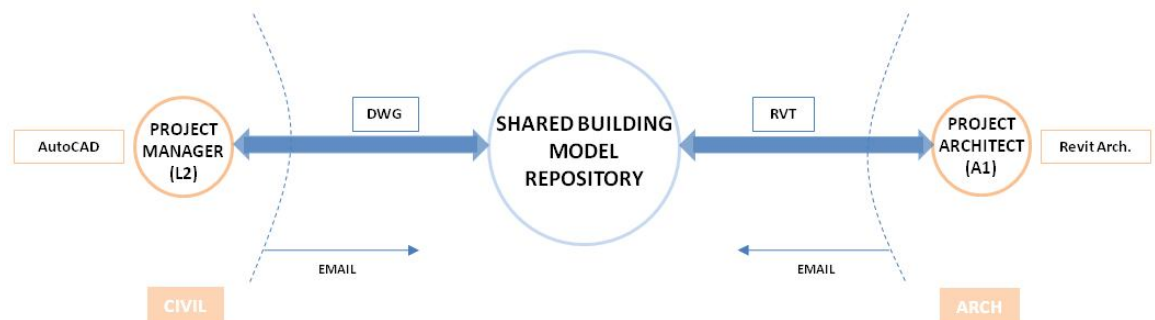 AutoCAD
PROJECT
MANAGER
(L2)
DWG
SHARED BUILDING
MODEL
REPOSITORY
RVT
PROJECT
ARCHITECT
(A1)
Revit Arch.
EMAIL
EMAIL
CIVIL
ARCH